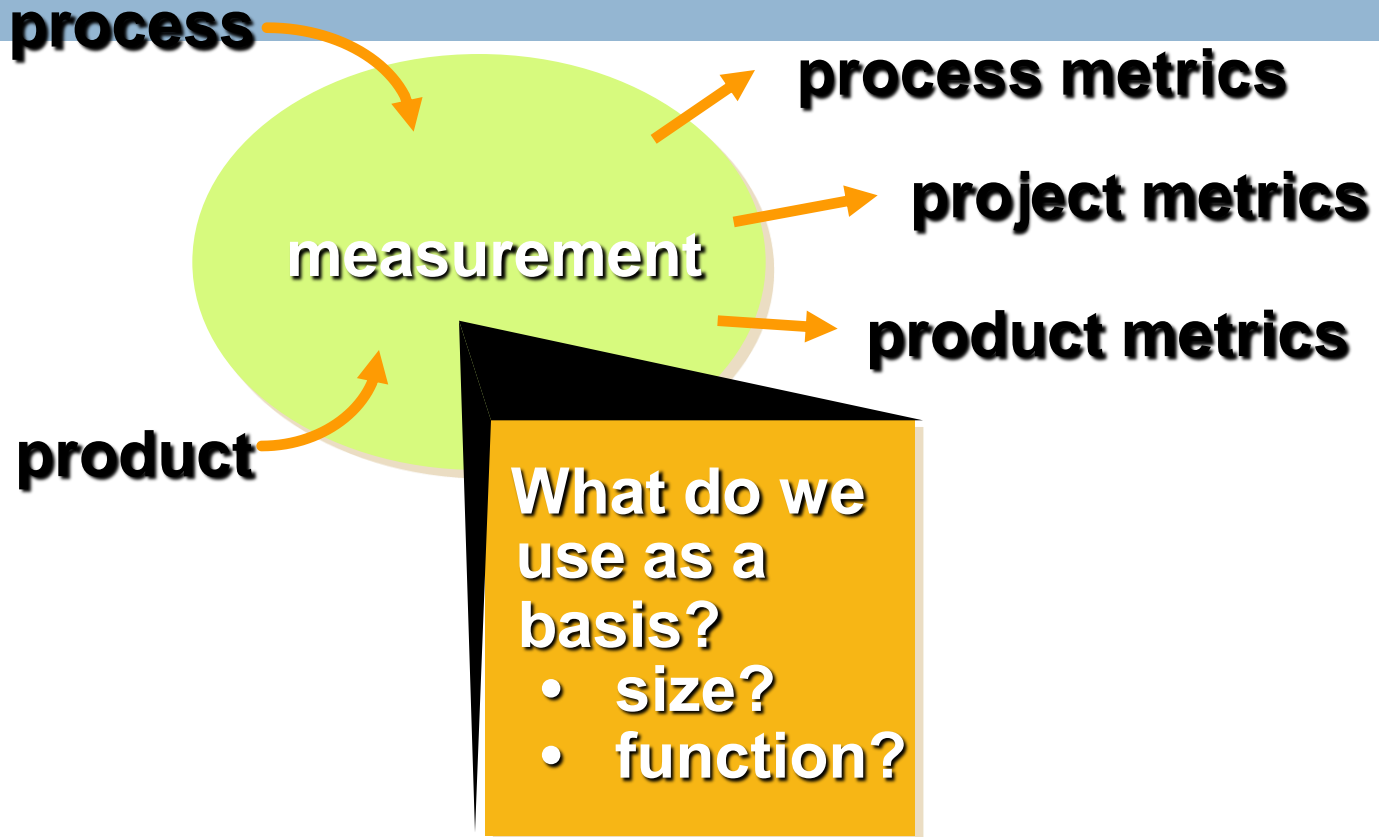 process
process metrics
project metrics
measurement
product metrics
product
What do we
use as a
basis?
• size?
• function?